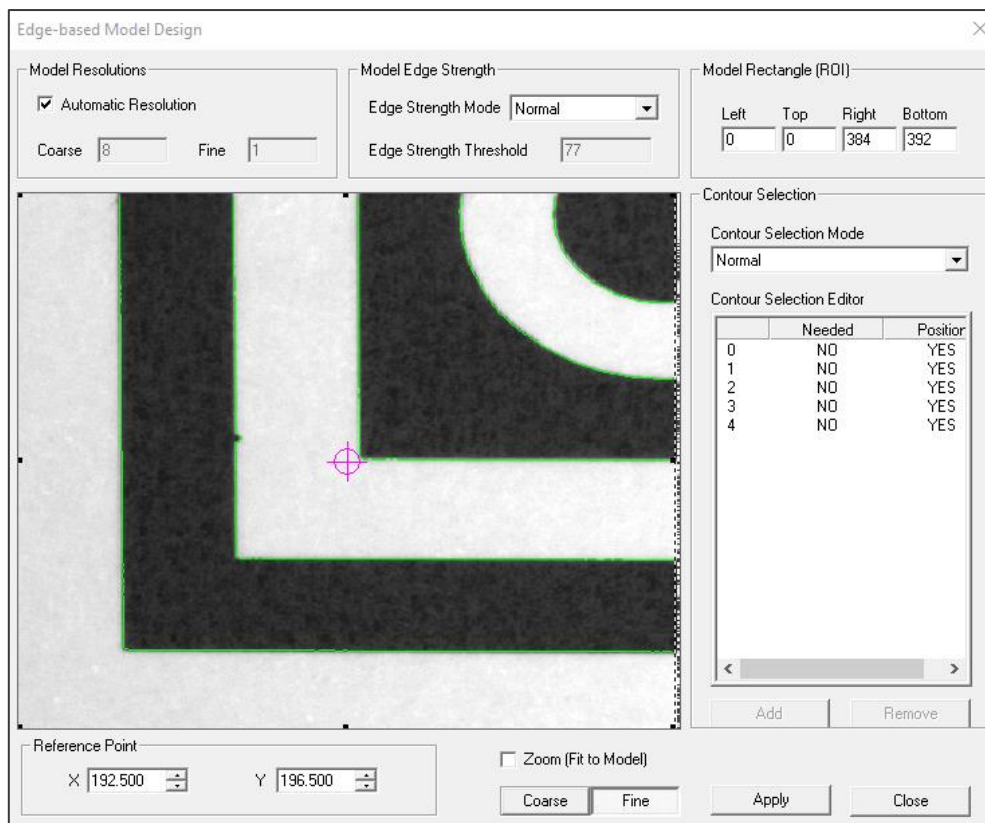 Edge-based Model Design
Model Resolutions
Automatic Resolution
Coarse 8 Fine 1
Model Edge Strength
Edge Strength Mode Normal
Edge Strength Threshold 77
Model Rectangle (ROI)
Left Top Right Bottom
0 0 384 392
Contour Selection
Contour Selection Mode
Normal
Contour Selection Editor
Needed Position
0 NO YES
1 NO YES
2 NO YES
3 NO YES
4 NO YES
Add Remove
Reference Point
X 192.500 Y 196.500
Zoom (Fit to Model)
Coarse Fine Apply Close